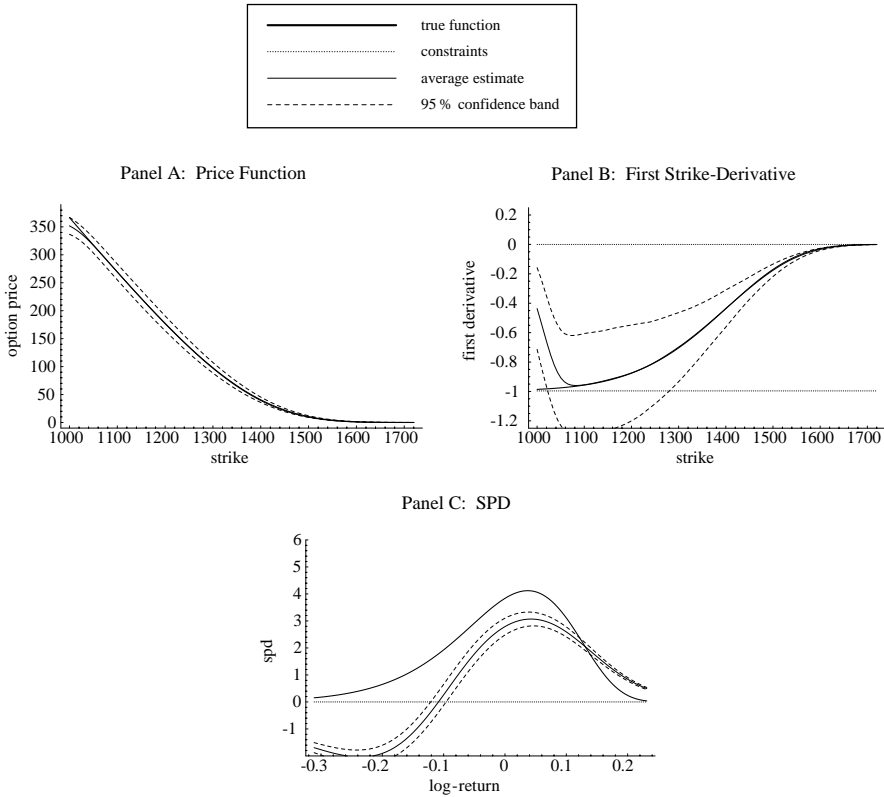 true function
constraints
average estimate
95 % confidence band
Panel A: Price Function
option price
350
300
250
200
150
100
50
0
1000 1100 1200 1300 1400 1500 1600 1700
strike
Panel B: First Strike-Derivative
first derivative
0.2
0
-0.2
-0.4
-0.6
-0.8
-1
-1.2
1000 1100 1200 1300 1400 1500 1600 1700
strike
Panel C: SPD
spd
6
5
4
3
2
1
0
-1
-0.3 -0.2 -0.1 0 0.1 0.2
log-return